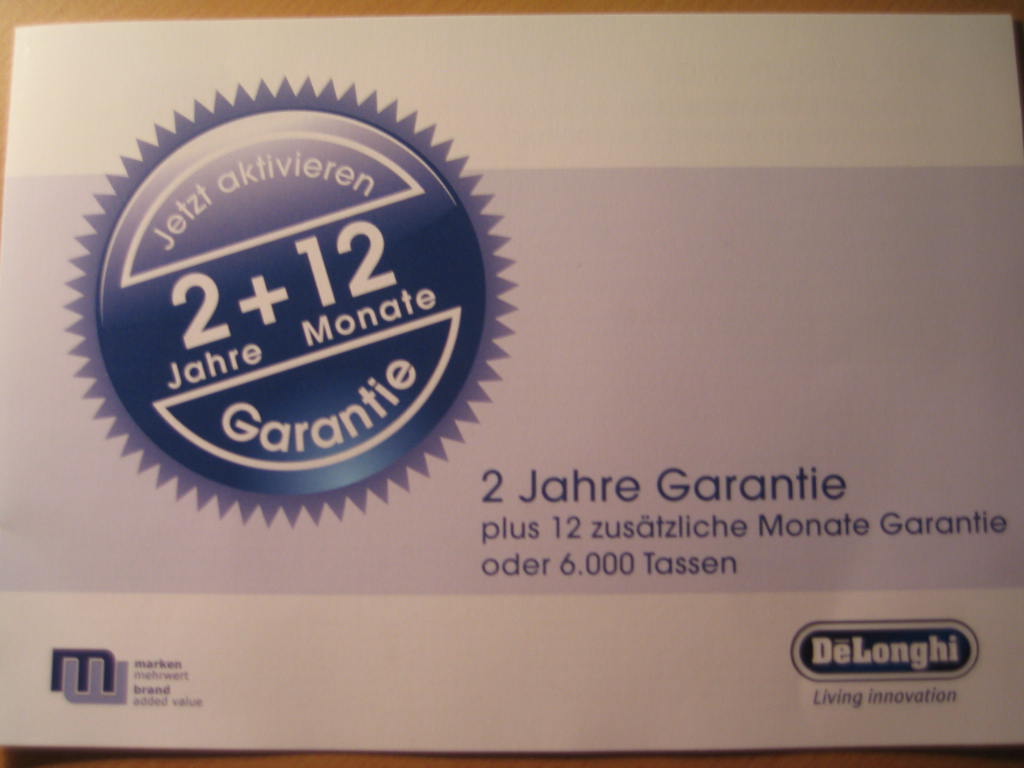 Jetzt aktivieren
2 + 12
Jahre Monate
Garantie
2 Jahre Garantie
plus 12 zusätzliche Monate Garantie
oder 6.000 Tassen
m
marken
mehrwert
brand
added value
DēLonghi
Living innovation